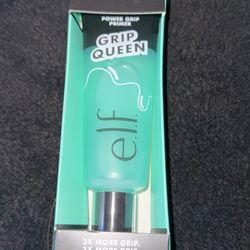 POWER GRIP
PRIMER
GRIP
QUEEN
e.l.f.
3X MORE GRIP.